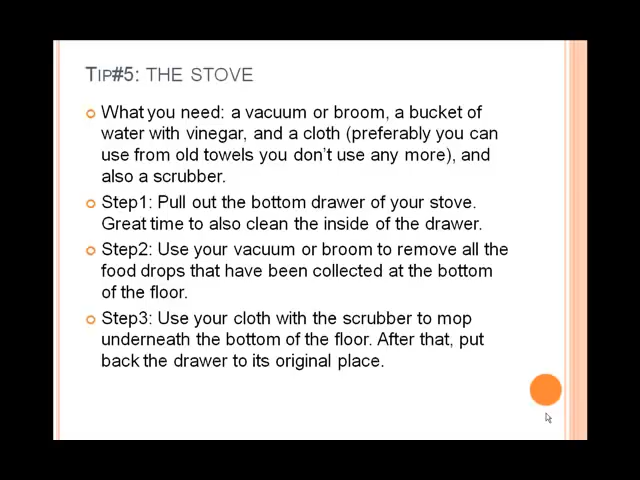 TIP#5: THE STOVE
What you need: a vacuum or broom, a bucket of
water with vinegar, and a cloth (preferably you can
use from old towels you don't use any more), and
also a scrubber.
Step1: Pull out the bottom drawer of your stove.
Great time to also clean the inside of the drawer.
Step2: Use your vacuum or broom to remove all the
food drops that have been collected at the bottom
of the floor.
Step3: Use your cloth with the scrubber to mop
underneath the bottom of the floor. After that, put
back the drawer to its original place.